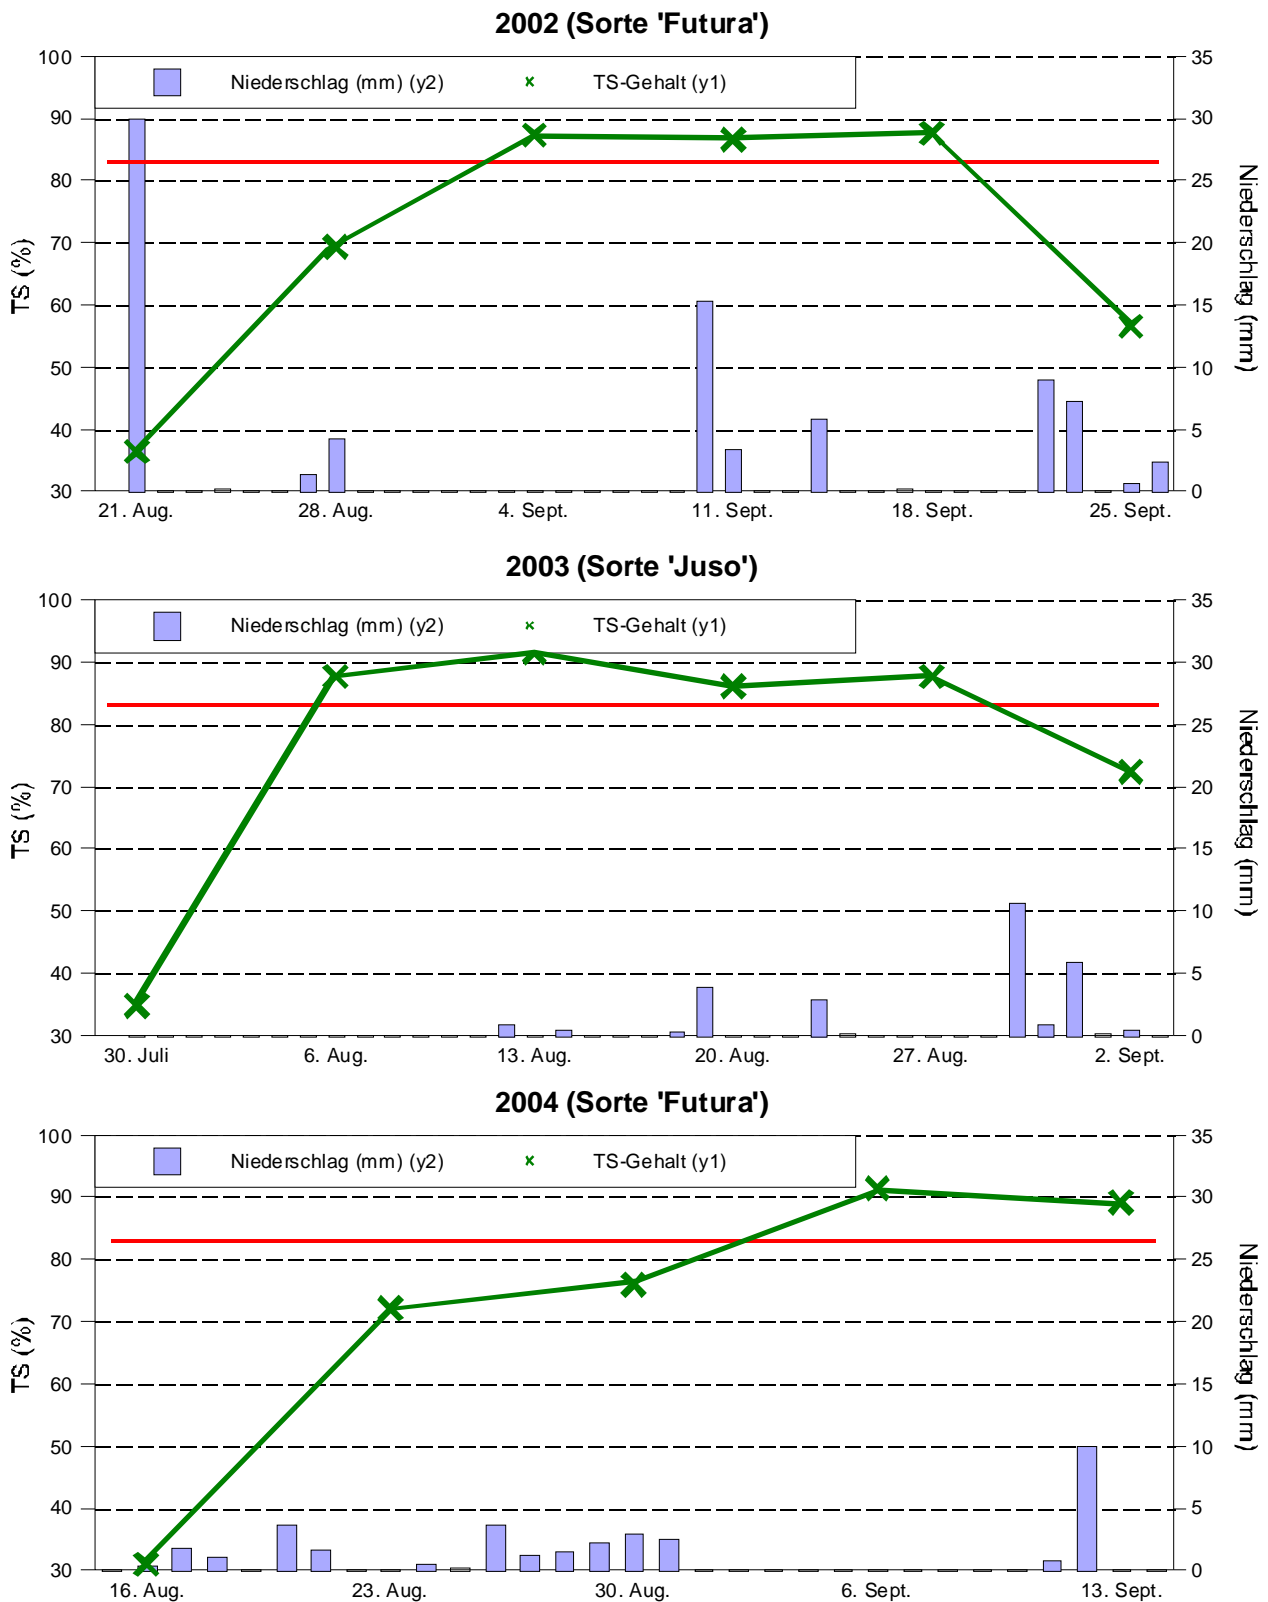 2002 (Sorte 'Futura')
Niederschlag (mm) (y2) TS-Gehalt (y1)
100 35
90 30
80 25
70 20
60 15
50 10
40 5
30 0
TS (%)
Niederschlag (mm)
21. Aug. 28. Aug. 4. Sept. 11. Sept. 18. Sept. 25. Sept.
2003 (Sorte 'Juso')
Niederschlag (mm) (y2) TS-Gehalt (y1)
100 35
90 30
80 25
70 20
60 15
50 10
40 5
30 0
TS (%)
Niederschlag (mm)
30. Juli 6. Aug. 13. Aug. 20. Aug. 27. Aug. 2. Sept.
2004 (Sorte 'Futura')
Niederschlag (mm) (y2) TS-Gehalt (y1)
100 35
90 30
80 25
70 20
60 15
50 10
40 5
30 0
TS (%)
Niederschlag (mm)
16. Aug. 23. Aug. 30. Aug. 6. Sept. 13. Sept.